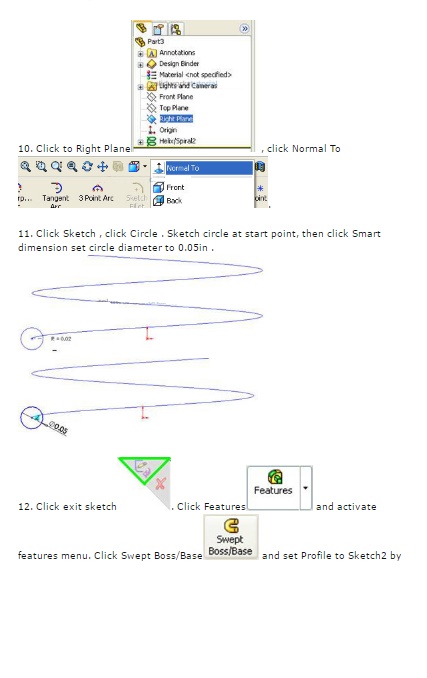 Part3
Annotations
Design Binder
Material <not specified>
Lights and Cameras
Front Plane
Top Plane
Right Plane
Origin
Helix/Spiral2
10. Click to Right Plane , click Normal To
Normal To
Front
Back
rp... Tangent Arc 3 Point Arc Sketch Fillet oint
11. Click Sketch , click Circle . Sketch circle at start point, then click Smart
dimension set circle diameter to 0.05in .
R = 0.02
∅0.05
12. Click exit sketch . Click Features and activate
Features
Swept
Boss/Base
features menu. Click Swept Boss/Base and set Profile to Sketch2 by